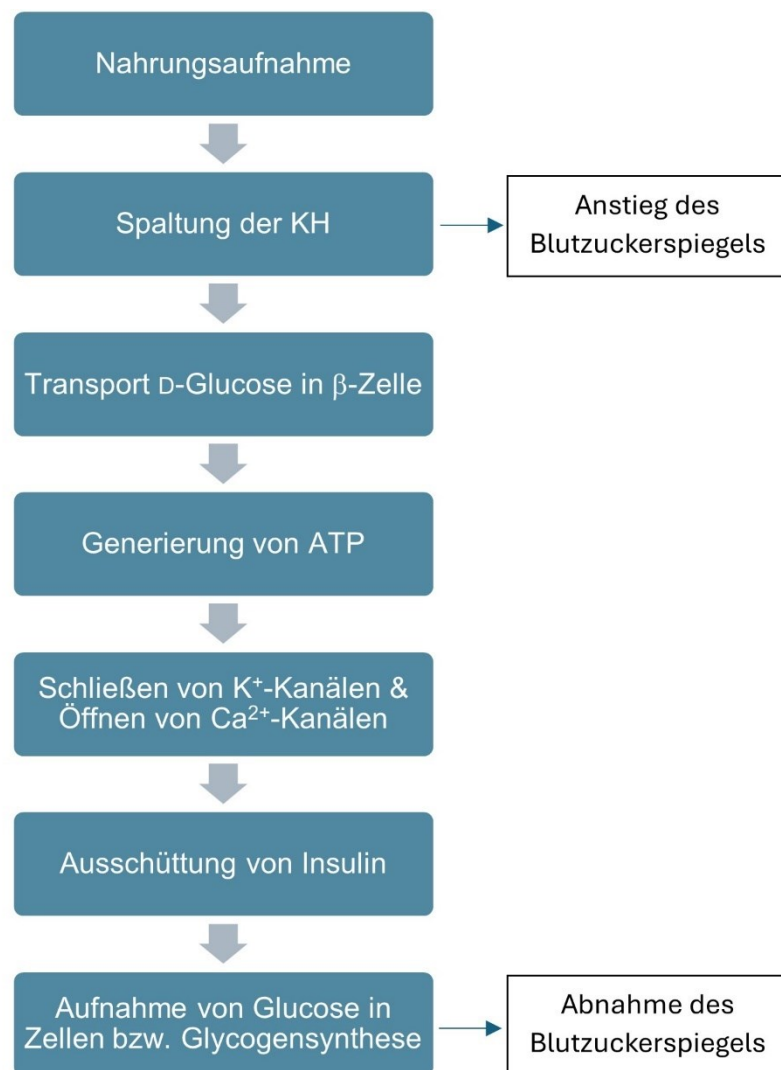 Nahrungsaufnahme
Spaltung der KH
Anstieg des
Blutzuckerspiegels
Transport D-Glucose in β-Zelle
Generierung von ATP
Schließen von K⁺-Kanälen &
Öffnen von Ca²⁺-Kanälen
Ausschüttung von Insulin
Aufnahme von Glucose in
Zellen bzw. Glycogensynthese
Abnahme des
Blutzuckerspiegels